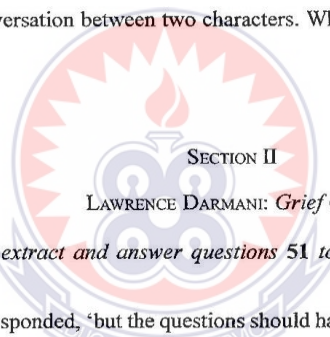 versation between two characters. Wh
SECTION II
LAWRENCE DARMANI: Grief
extract and answer questions 51 to
sponded, 'but the questions should ha